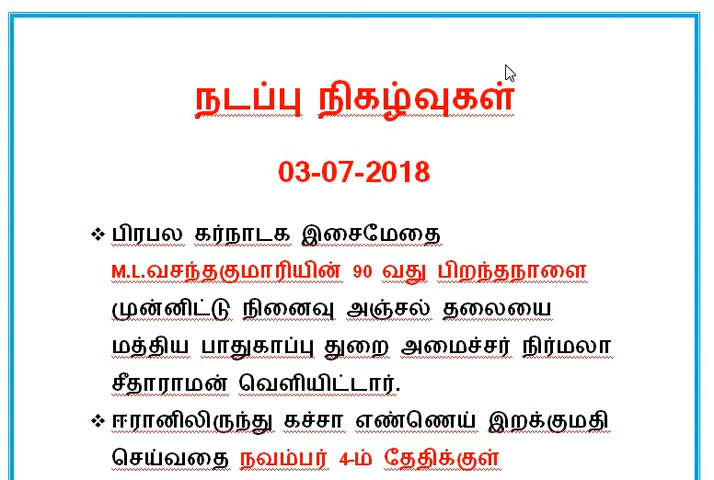 நடப்பு நிகழ்வுகள்
03-07-2018
❖ பிரபல கர்நாடக இசைமேதை
M.L.வசந்தகுமாரியின் 90 வது பிறந்தநாளை
முன்னிட்டு நினைவு அஞ்சல் தலையை
மத்திய பாதுகாப்பு துறை அமைச்சர் நிர்மலா
சீதாராமன் வெளியிட்டார்.
❖ ஈரானிலிருந்து கச்சா எண்ணெய் இறக்குமதி
செய்வதை நவம்பர் 4-ம் தேதிக்குள்